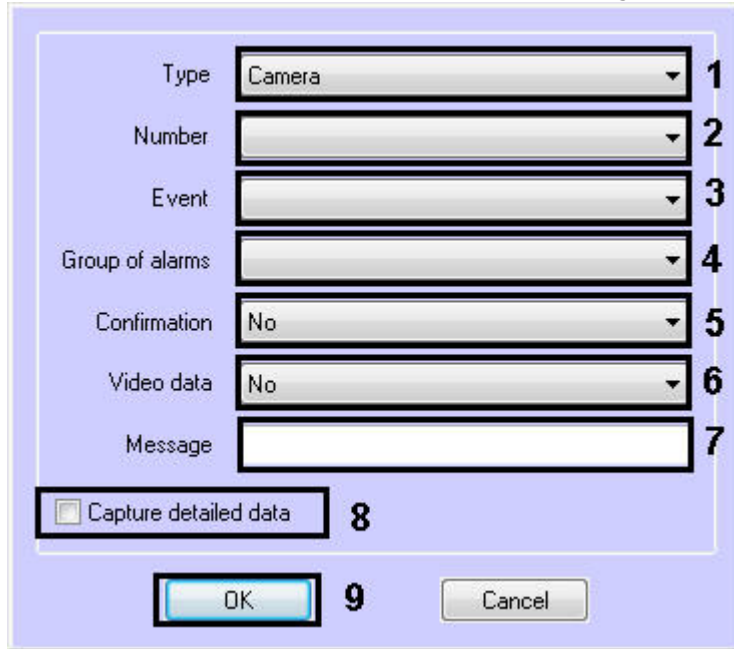 Type Camera 1
Number 2
Event 3
Group of alarms 4
Confirmation No 5
Video data No 6
Message 7
Capture detailed data 8
OK 9 Cancel